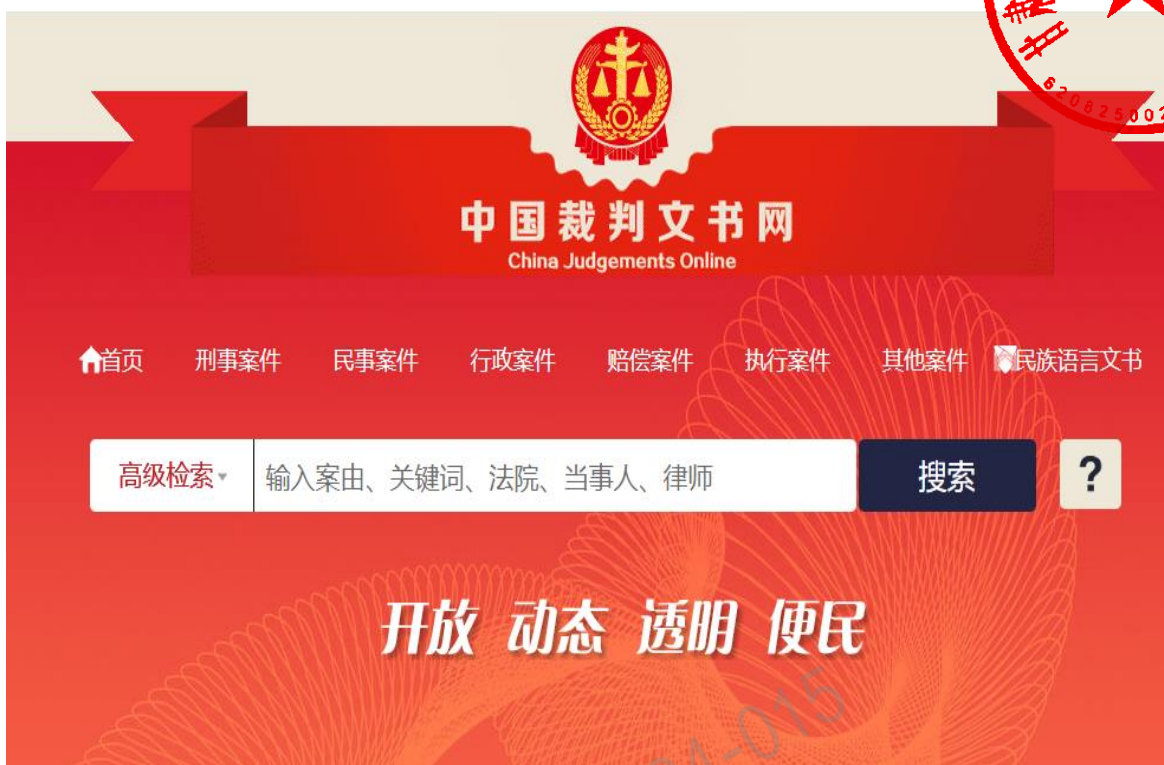 620825002
中国裁判文书网
China Judgements Online
首页 刑事案件 民事案件 行政案件 赔偿案件 执行案件 其他案件 民族语言文书
高级检索 输入案由、关键词、法院、当事人、律师 搜索 ?
开放 动态 透明 便民
1-015